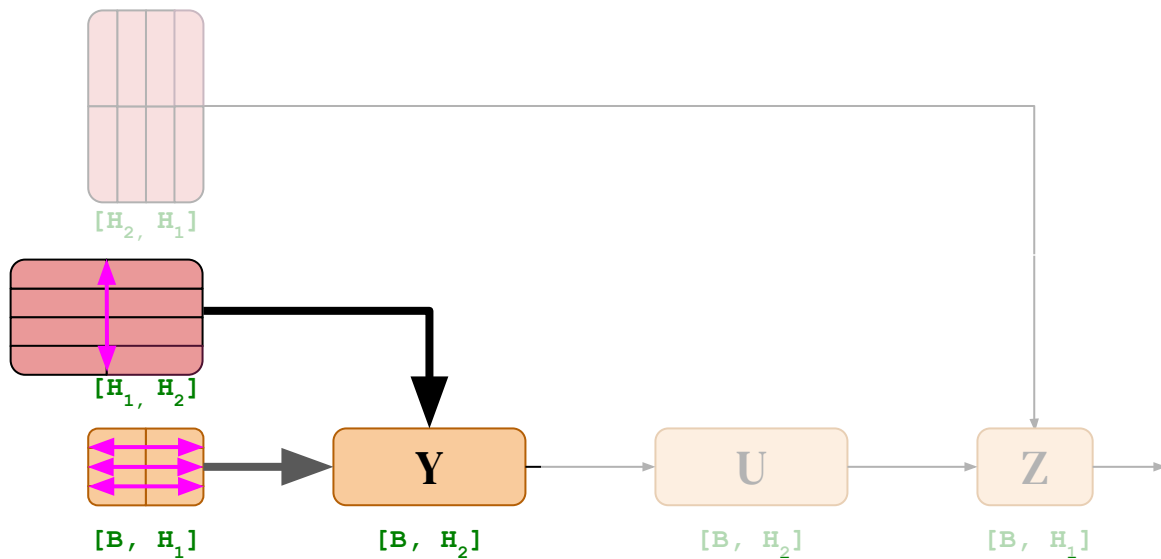 [H₂, H₁]
[H₁, H₂]
Y
U
Z
[B, H₁]
[B, H₂]
[B, H₂]
[B, H₁]